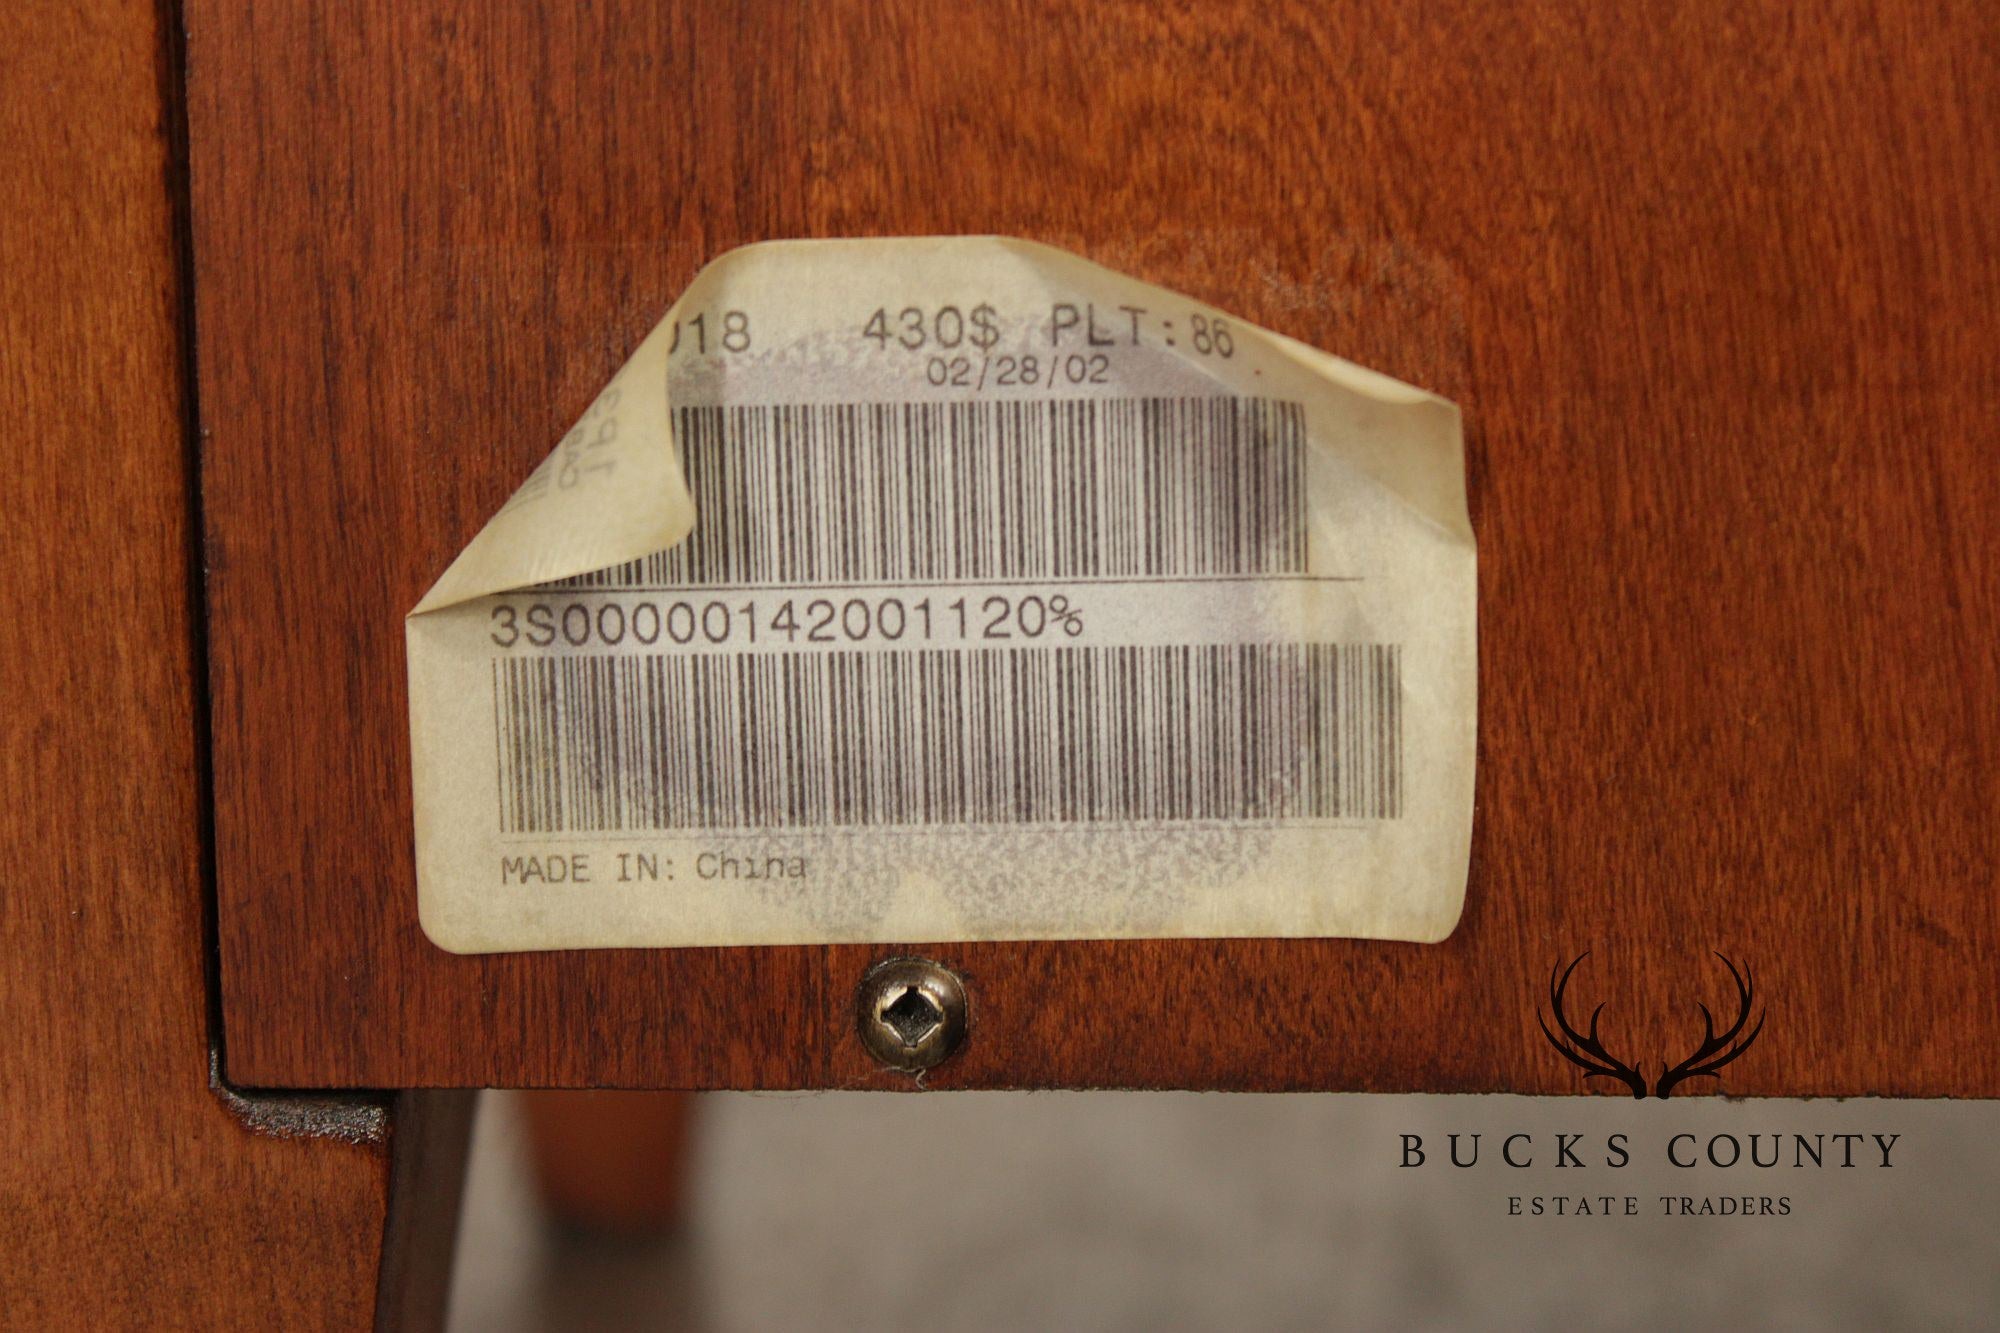 018 430$ PLT: 86
02/28/02
3S00000142001120%
MADE IN: China
BUCKS COUNTY
ESTATE TRADERS